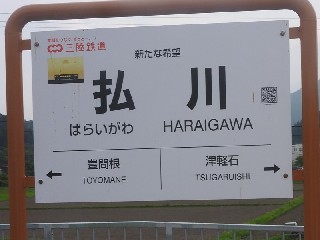 三陸鉄道
新たな希望
払川
はらいがわ HARAIGAWA
豊間根 津軽石
TOYOMANE TSUGARUISHI